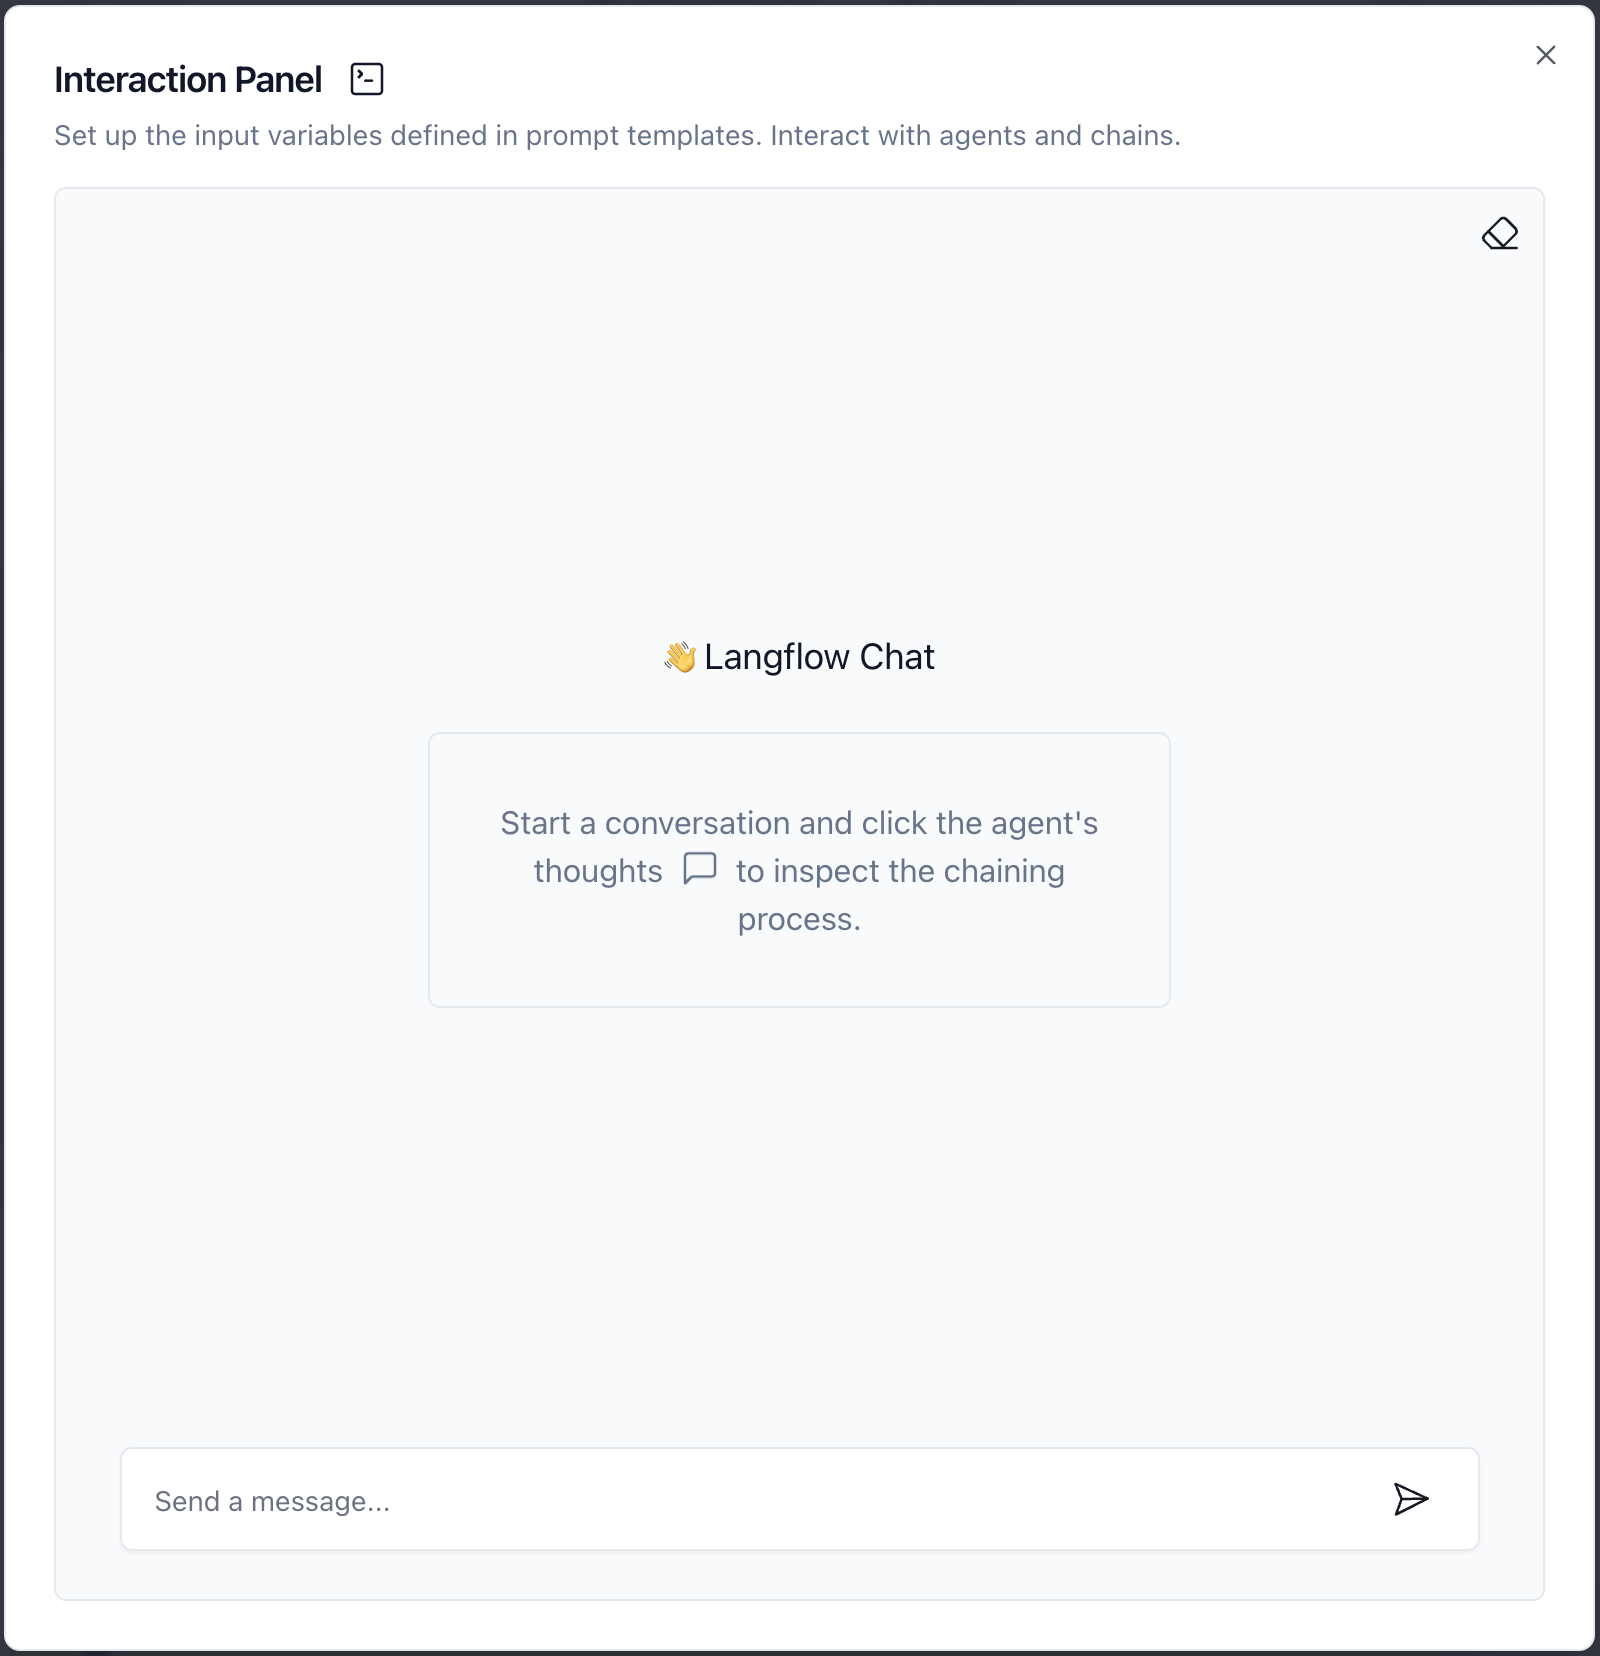 Interaction Panel
Set up the input variables defined in prompt templates. Interact with agents and chains.
👋 Langflow Chat
Start a conversation and click the agent's
thoughts to inspect the chaining
process.
Send a message...